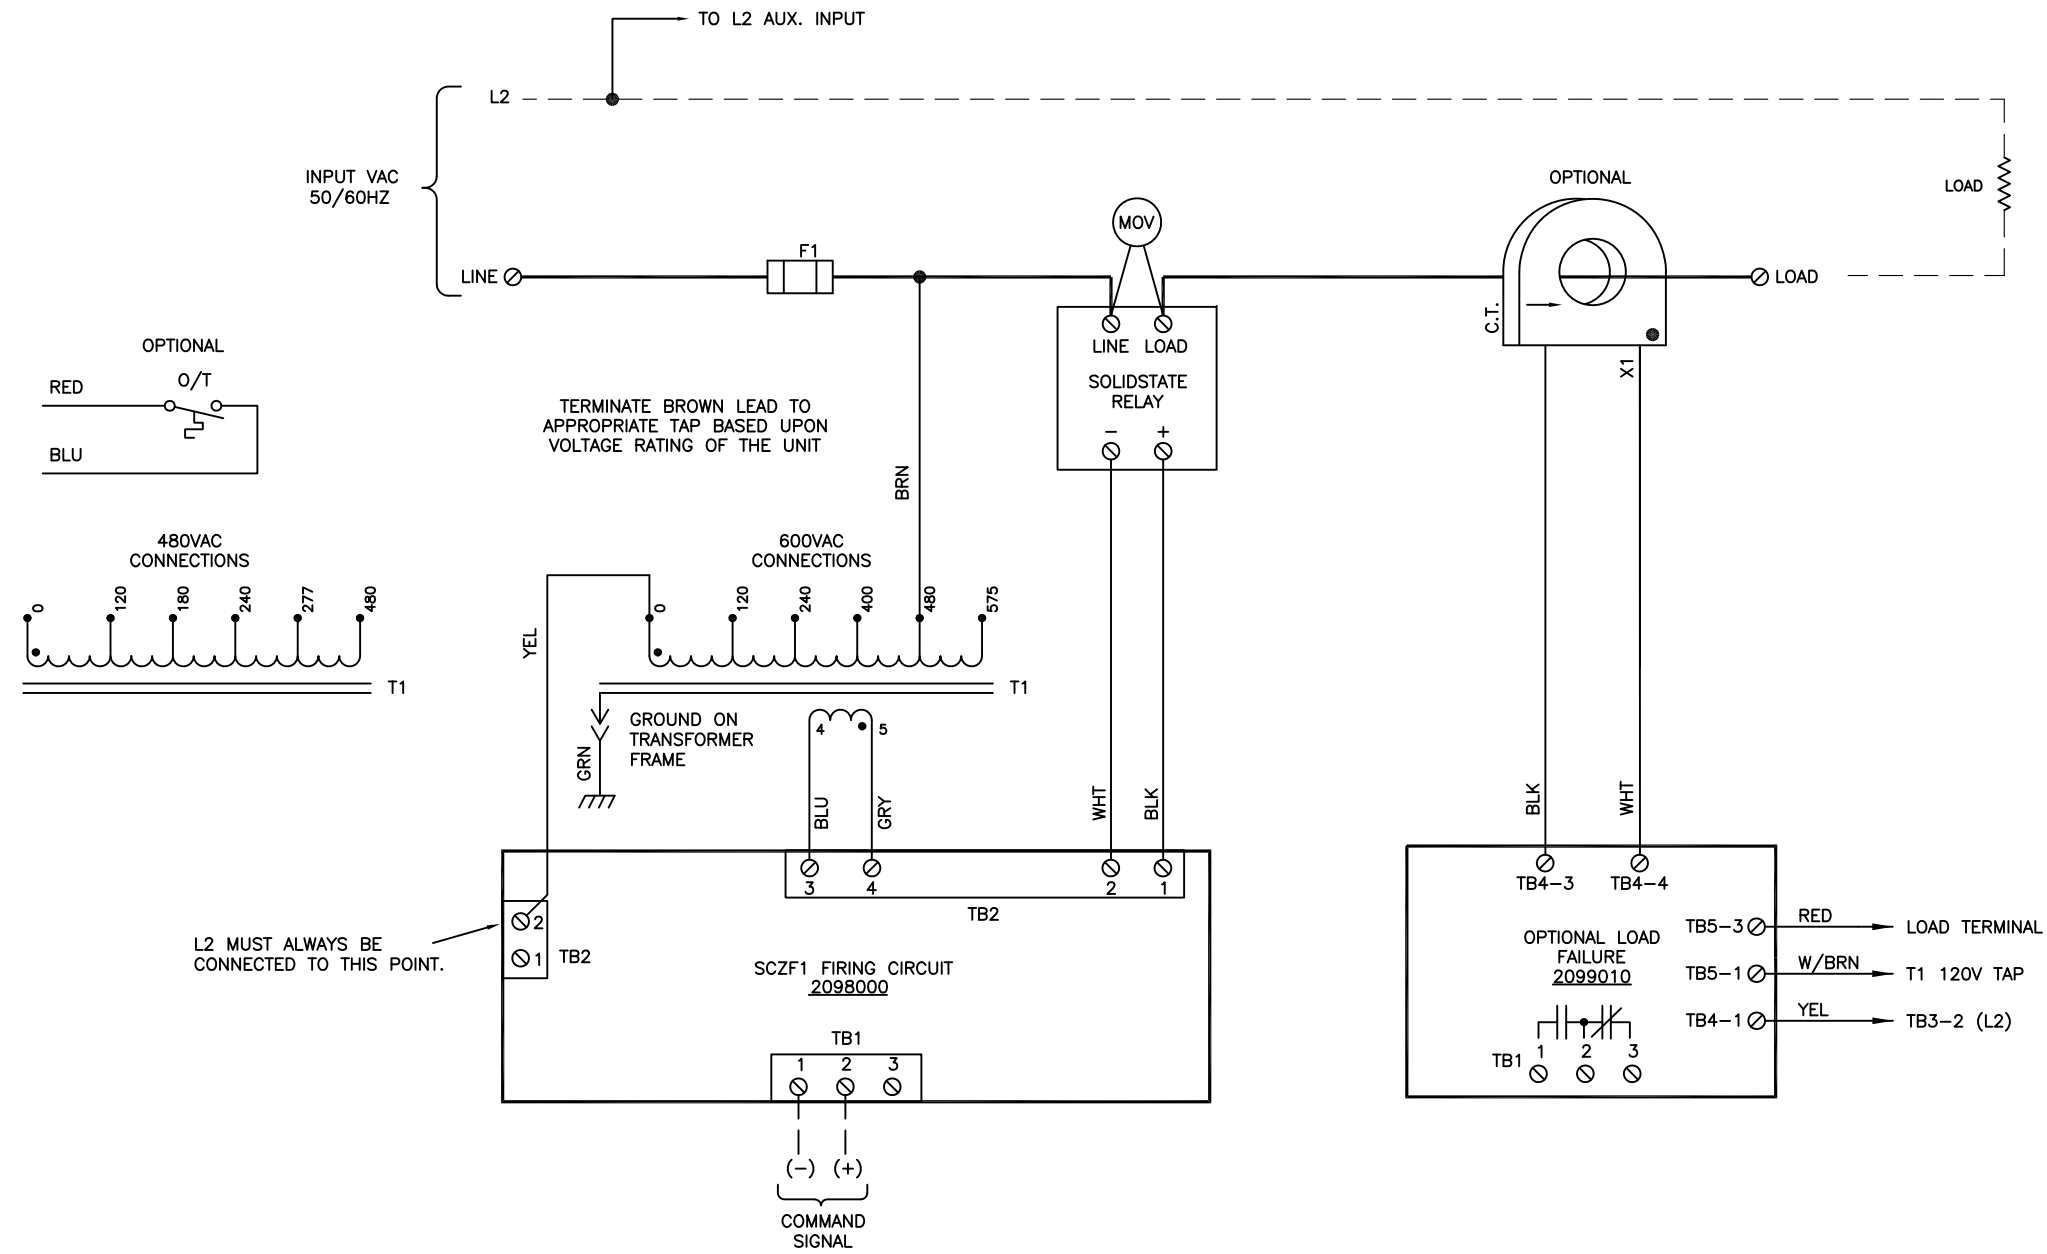 TO L2 AUX. INPUT
L2
INPUT VAC
50/60HZ
LINE
F1
MOV
OPTIONAL
LOAD
LOAD
C.T.
X1
LINE LOAD
SOLIDSTATE
RELAY
- +
OPTIONAL
O/T
RED
BLU
TERMINATE BROWN LEAD TO
APPROPRIATE TAP BASED UPON
VOLTAGE RATING OF THE UNIT
BRN
480VAC
CONNECTIONS
0 120 180 240 277 480
T1
600VAC
CONNECTIONS
0 120 240 400 480 575
T1
YEL
GROUND ON
TRANSFORMER
FRAME
GRN
4 5
BLU
GRY
WHT
BLK
BLK
WHT
3 4 2 1
TB2
2
1
TB2
L2 MUST ALWAYS BE
CONNECTED TO THIS POINT.
SCZF1 FIRING CIRCUIT
2098000
TB1
1 2 3
(-) (+)
COMMAND
SIGNAL
TB4-3 TB4-4
OPTIONAL LOAD
FAILURE
2099010
TB5-3 RED LOAD TERMINAL
TB5-1 W/BRN T1 120V TAP
TB4-1 YEL TB3-2 (L2)
TB1 1 2 3